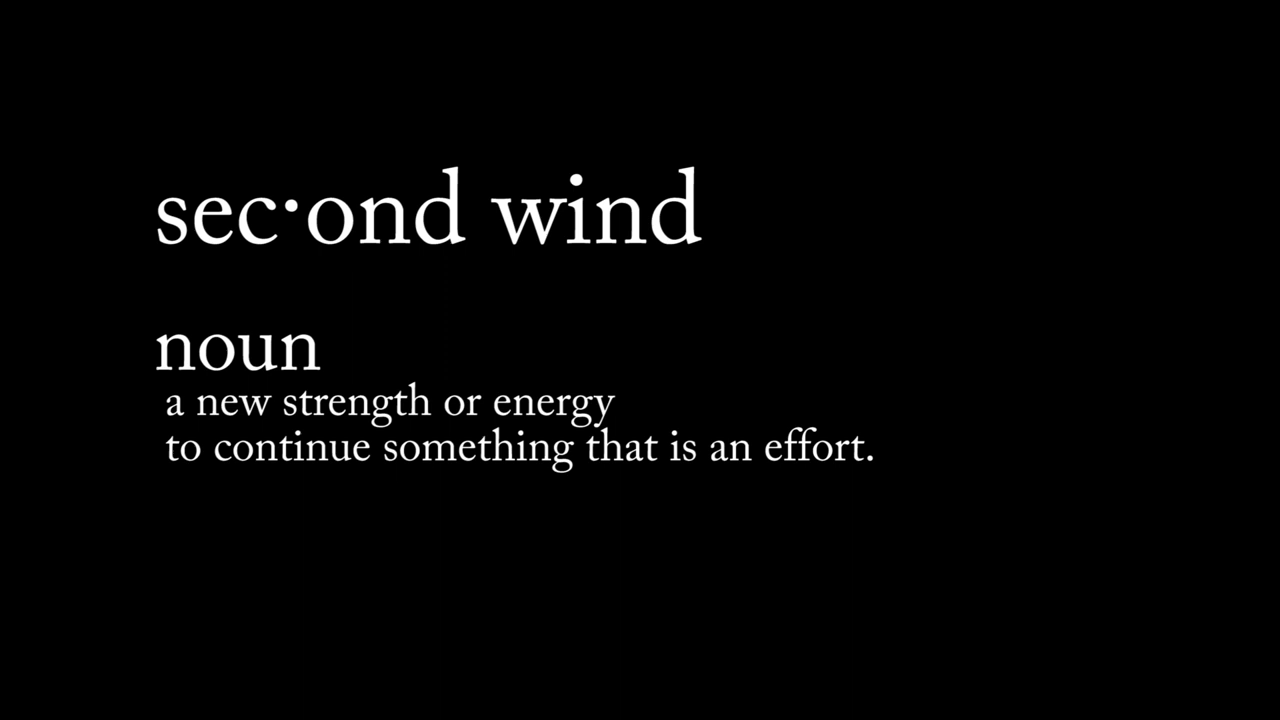 sec·ond wind
noun
a new strength or energy
to continue something that is an effort.